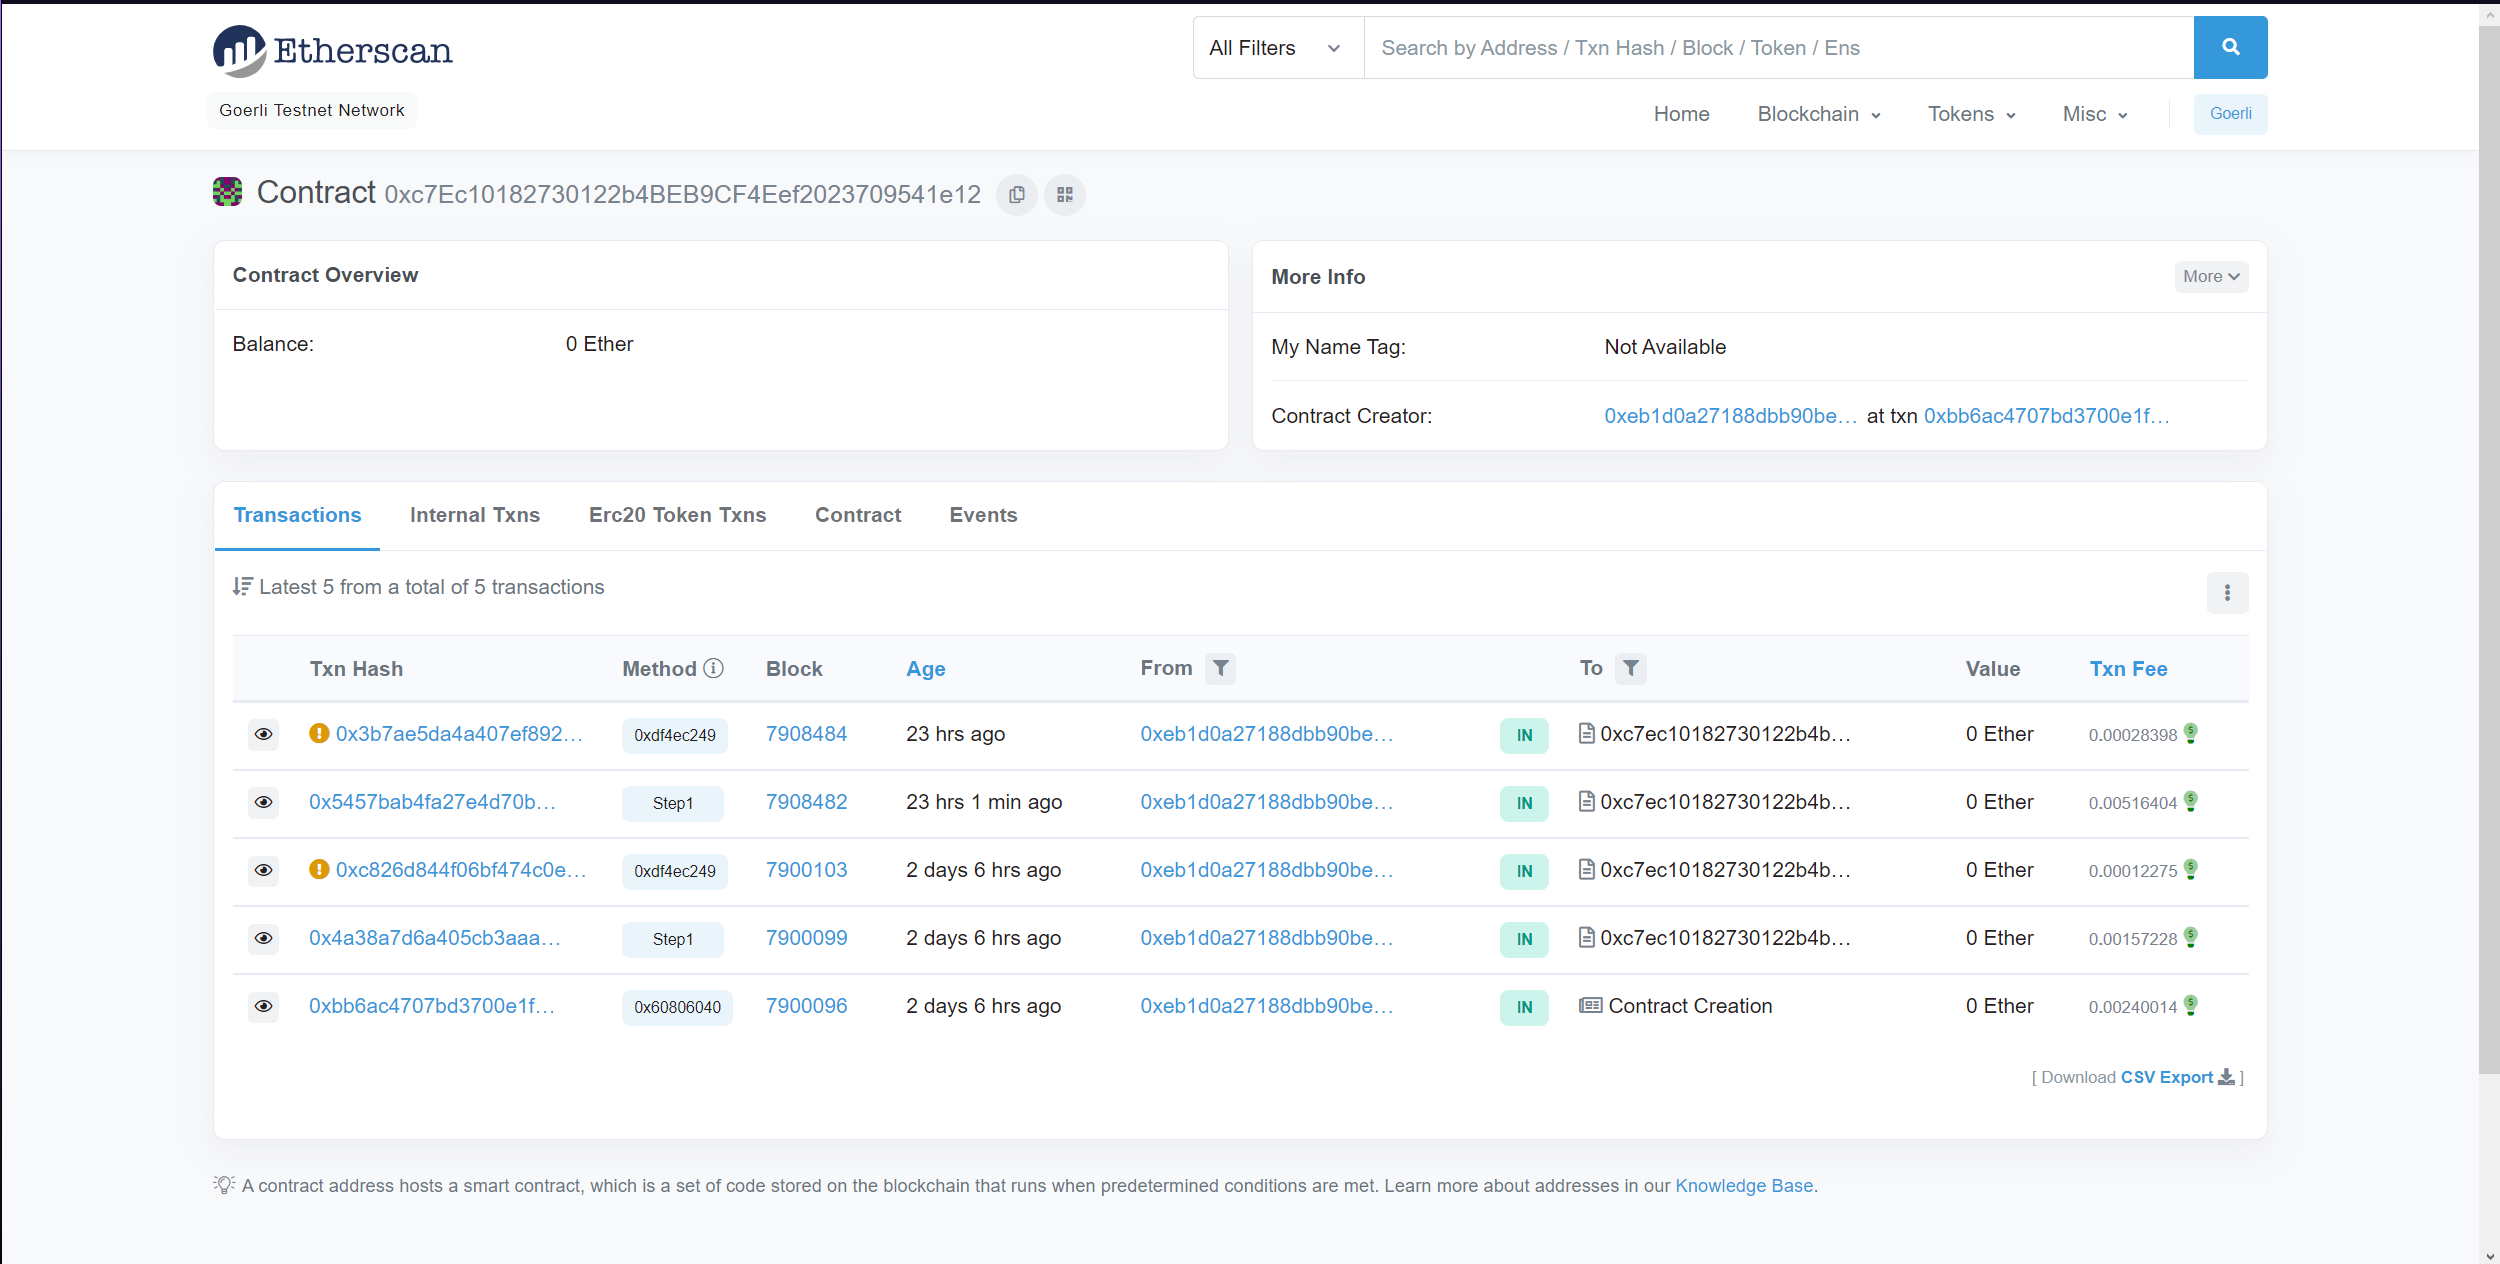 Etherscan
All Filters
Search by Address / Txn Hash / Block / Token / Ens
Goerli Testnet Network
Home Blockchain Tokens Misc Goerli
Contract 0xc7Ec10182730122b4BEB9CF4Eef2023709541e12
Contract Overview
Balance: 0 Ether
More Info More
My Name Tag: Not Available
Contract Creator: 0xeb1d0a27188dbb90be... at txn 0xbb6ac4707bd3700e1f...
Transactions Internal Txns Erc20 Token Txns Contract Events
Latest 5 from a total of 5 transactions
Txn Hash Method Block Age From To Value Txn Fee
0x3b7ae5da4a407ef892... 0xdf4ec249 7908484 23 hrs ago 0xeb1d0a27188dbb90be... IN 0xc7ec10182730122b4b... 0 Ether 0.00028398
0x5457bab4fa27e4d70b... Step1 7908482 23 hrs 1 min ago 0xeb1d0a27188dbb90be... IN 0xc7ec10182730122b4b... 0 Ether 0.00516404
0xc826d844f06bf474c0e... 0xdf4ec249 7900103 2 days 6 hrs ago 0xeb1d0a27188dbb90be... IN 0xc7ec10182730122b4b... 0 Ether 0.00012275
0x4a38a7d6a405cb3aaa... Step1 7900099 2 days 6 hrs ago 0xeb1d0a27188dbb90be... IN 0xc7ec10182730122b4b... 0 Ether 0.00157228
0xbb6ac4707bd3700e1f... 0x60806040 7900096 2 days 6 hrs ago 0xeb1d0a27188dbb90be... IN Contract Creation 0 Ether 0.00240014
[ Download CSV Export ]
A contract address hosts a smart contract, which is a set of code stored on the blockchain that runs when predetermined conditions are met. Learn more about addresses in our Knowledge Base.